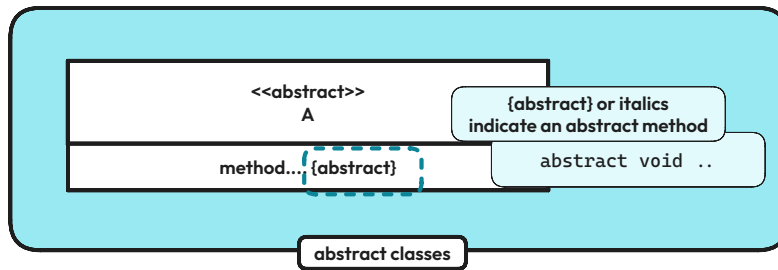 <<abstract>>
A
{abstract} or italics
indicate an abstract method
method.... {abstract}
abstract void ..
abstract classes